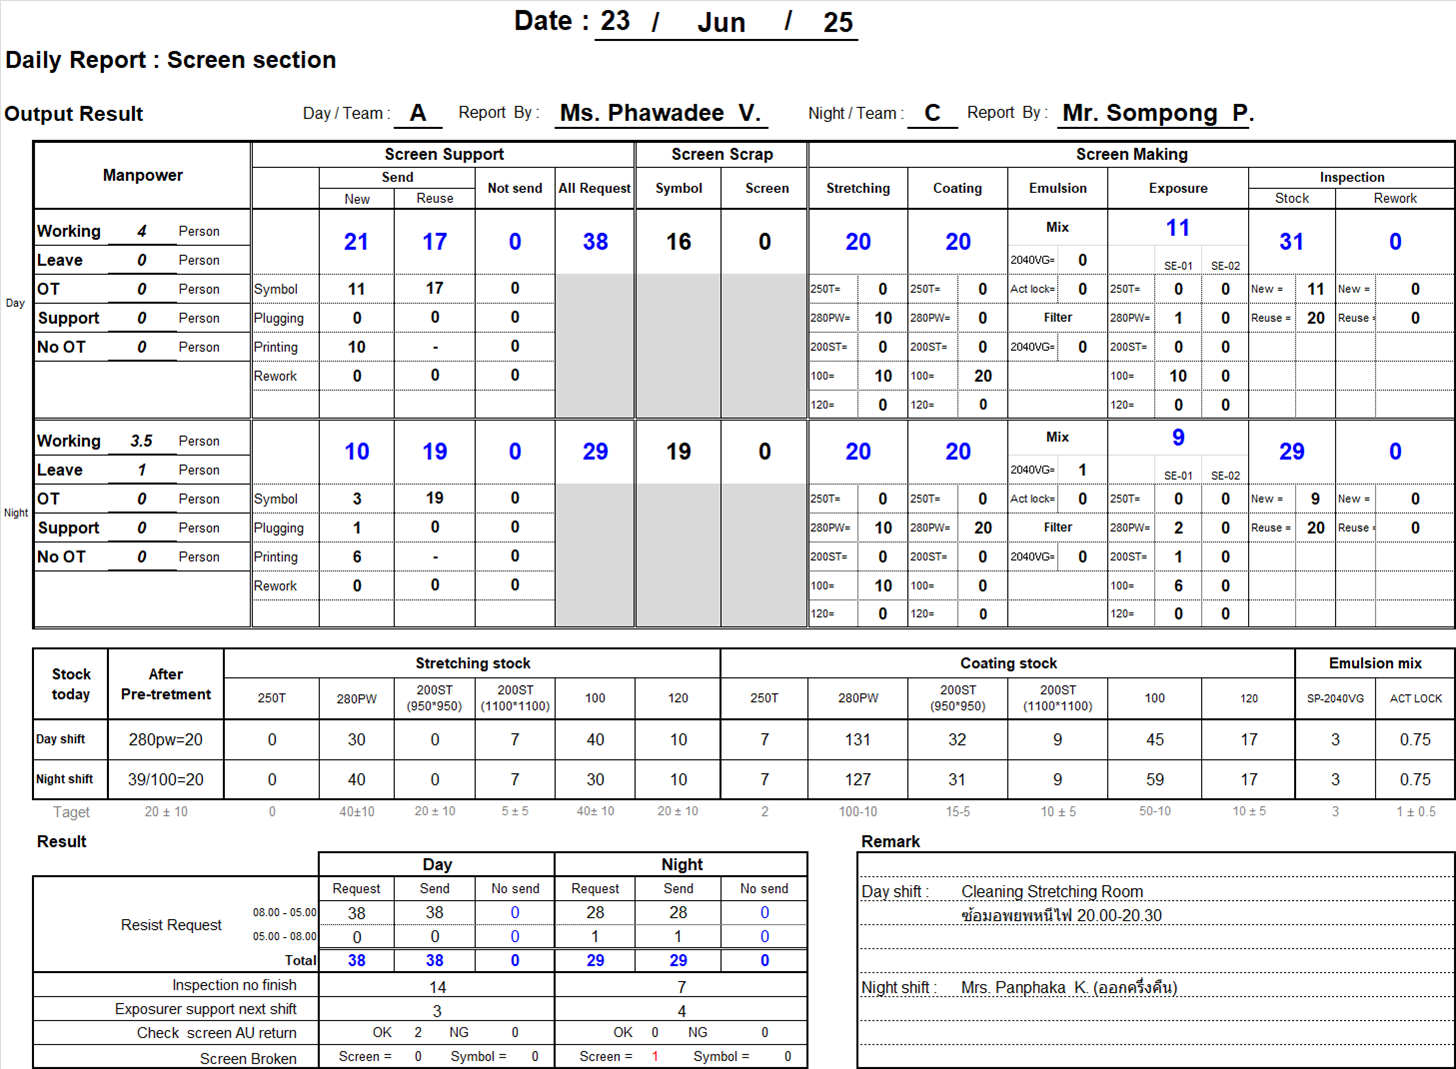 Date : 23 / Jun / 25
Daily Report : Screen section
Output Result Day / Team : A Report By : Ms. Phawadee V. Night / Team : C Report By : Mr. Sompong P.
Manpower Screen Support Screen Scrap Screen Making
Send Not send All Request Symbol Screen Stretching Coating Emulsion Exposure Inspection
New Reuse Stock Rework
Day
Working 4 Person 21 17 0 38 16 0 20 20 Mix 11 31 0
Leave 0 Person 2040VG= 0 SE-01 SE-02
OT 0 Person Symbol 11 17 0 250T= 0 250T= 0 Act lock= 0 250T= 0 0 New = 11 New = 0
Support 0 Person Plugging 0 0 0 280PW= 10 280PW= 0 Filter 280PW= 1 0 Reuse = 20 Reuse = 0
No OT 0 Person Printing 10 - 0 200ST= 0 200ST= 0 2040VG= 0 200ST= 0 0
Rework 0 0 0 100= 10 100= 20 100= 10 0
120= 0 120= 0 120= 0 0
Night
Working 3.5 Person 10 19 0 29 19 0 20 20 Mix 9 29 0
Leave 1 Person 2040VG= 1 SE-01 SE-02
OT 0 Person Symbol 3 19 0 250T= 0 250T= 0 Act lock= 0 250T= 0 0 New = 9 New = 0
Support 0 Person Plugging 1 0 0 280PW= 10 280PW= 20 Filter 280PW= 2 0 Reuse = 20 Reuse = 0
No OT 0 Person Printing 6 - 0 200ST= 0 200ST= 0 2040VG= 0 200ST= 1 0
Rework 0 0 0 100= 10 100= 0 100= 6 0
120= 0 120= 0 120= 0 0
Stock today After Pre-tretment Stretching stock Coating stock Emulsion mix
250T 280PW 200ST (950*950) 200ST (1100*1100) 100 120 250T 280PW 200ST (950*950) 200ST (1100*1100) 100 120 SP-2040VG ACT LOCK
Day shift 280pw=20 0 30 0 7 40 10 7 131 32 9 45 17 3 0.75
Night shift 39/100=20 0 40 0 7 30 10 7 127 31 9 59 17 3 0.75
Taget 20 ± 10 0 40±10 20 ± 10 5 ± 5 40± 10 20 ± 10 2 100-10 15-5 10 ± 5 50-10 10 ± 5 3 1 ± 0.5
Result
Day Night
Request Send No send Request Send No send
Resist Request
08.00 - 05.00 38 38 0 28 28 0
05.00 - 08.00 0 0 0 1 1 0
Total 38 38 0 29 29 0
Inspection no finish 14 7
Exposurer support next shift 3 4
Check screen AU return OK 2 NG 0 OK 0 NG 0
Screen Broken Screen = 0 Symbol = 0 Screen = 1 Symbol = 0
Remark
Day shift : Cleaning Stretching Room
ซ้อมอพยพหนีไฟ 20.00-20.30
Night shift : Mrs. Panphaka K. (ออกครึ่งคืน)